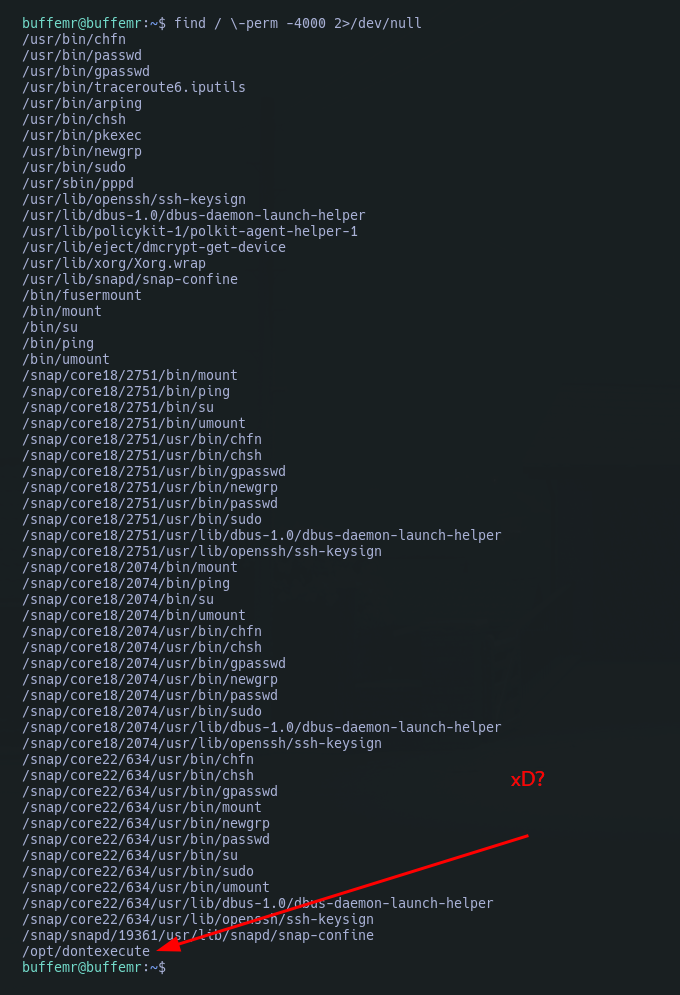 buffemr@buffemr:~$ find / \-perm -4000 2>/dev/null
/usr/bin/chfn
/usr/bin/passwd
/usr/bin/gpasswd
/usr/bin/traceroute6.iputils
/usr/bin/arping
/usr/bin/chsh
/usr/bin/pkexec
/usr/bin/newgrp
/usr/bin/sudo
/usr/sbin/pppd
/usr/lib/openssh/ssh-keysign
/usr/lib/dbus-1.0/dbus-daemon-launch-helper
/usr/lib/policykit-1/polkit-agent-helper-1
/usr/lib/eject/dmcrypt-get-device
/usr/lib/xorg/Xorg.wrap
/usr/lib/snapd/snap-confine
/bin/fusermount
/bin/mount
/bin/su
/bin/ping
/bin/umount
/snap/core18/2751/bin/mount
/snap/core18/2751/bin/ping
/snap/core18/2751/bin/su
/snap/core18/2751/bin/umount
/snap/core18/2751/usr/bin/chfn
/snap/core18/2751/usr/bin/chsh
/snap/core18/2751/usr/bin/gpasswd
/snap/core18/2751/usr/bin/newgrp
/snap/core18/2751/usr/bin/passwd
/snap/core18/2751/usr/bin/sudo
/snap/core18/2751/usr/lib/dbus-1.0/dbus-daemon-launch-helper
/snap/core18/2751/usr/lib/openssh/ssh-keysign
/snap/core18/2074/bin/mount
/snap/core18/2074/bin/ping
/snap/core18/2074/bin/su
/snap/core18/2074/bin/umount
/snap/core18/2074/usr/bin/chfn
/snap/core18/2074/usr/bin/chsh
/snap/core18/2074/usr/bin/gpasswd
/snap/core18/2074/usr/bin/newgrp
/snap/core18/2074/usr/bin/passwd
/snap/core18/2074/usr/bin/sudo
/snap/core18/2074/usr/lib/dbus-1.0/dbus-daemon-launch-helper
/snap/core18/2074/usr/lib/openssh/ssh-keysign
/snap/core22/634/usr/bin/chfn
/snap/core22/634/usr/bin/chsh
xD?
/snap/core22/634/usr/bin/gpasswd
/snap/core22/634/usr/bin/mount
/snap/core22/634/usr/bin/newgrp
/snap/core22/634/usr/bin/passwd
/snap/core22/634/usr/bin/su
/snap/core22/634/usr/bin/sudo
/snap/core22/634/usr/bin/umount
/snap/core22/634/usr/lib/dbus-1.0/dbus-daemon-launch-helper
/snap/core22/634/usr/lib/openssh/ssh-keysign
/snap/snapd/19361/usr/lib/snapd/snap-confine
/opt/dontexecute
buffemr@buffemr:~$